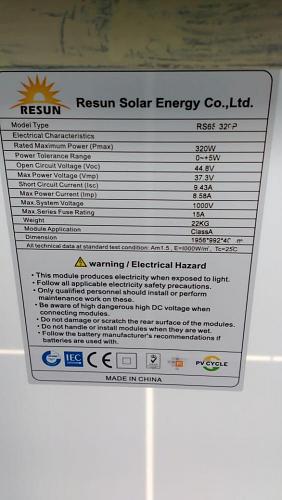 RESUN
Resun Solar Energy Co.,Ltd.
Model Type RS6S-320P
Electrical Characteristics
Rated Maximum Power (Pmax) 320W
Power Tolerance Range 0~+5W
Open Circuit Voltage (Voc) 44.8V
Max Power Voltage (Vmp) 37.3V
Short Circuit Current (Isc) 9.43A
Max Power Current (Imp) 8.58A
Max.System Voltage 1000V
Max.Series Fuse Rating 15A
Weight 22KG
Module Application ClassA
Dimension
All technical data at standard test condition: Am1.5, E=1000W/㎡, Tc=25C
warning / Electrical Hazard
• This module produces electricity when exposed to light.
• Follow all applicable electricity safety precautions.
• Only qualified personnel should install or perform
maintenance work on these.
• Be aware of high dangerous high DC voltage when
connecting modules.
• Do not damage or scratch the rear surface of the modules.
• Do not handle or install modules when they are wet.
• Follow the battery manufacturer's recommendations if
batteries are used with.
IEC CE PV CYCLE
MADE IN CHINA